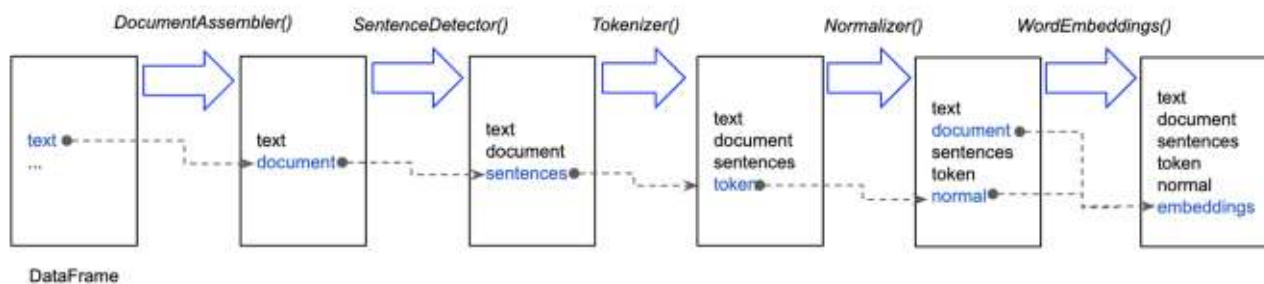 DocumentAssembler()
SentenceDetector()
Tokenizer()
Normalizer()
WordEmbeddings()
text
...
text
document
text
document
sentences
text
document
sentences
token
text
document
sentences
token
normal
text
document
sentences
token
normal
embeddings
DataFrame